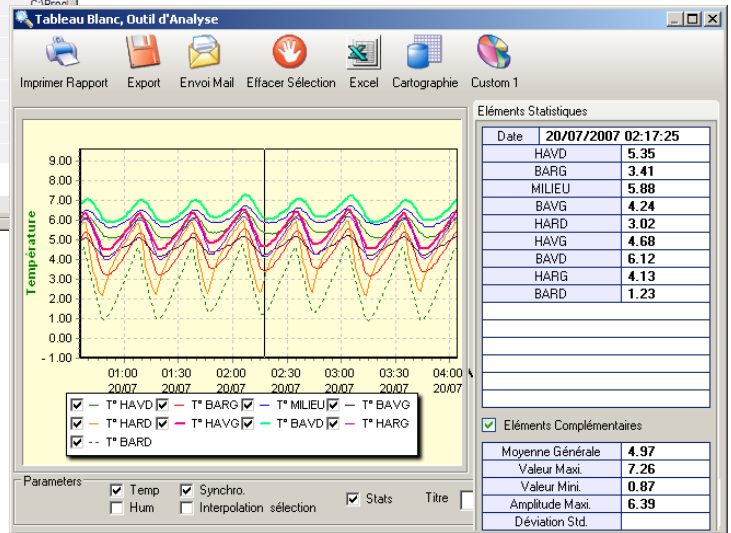 C:\Progl
Tableau Blanc, Outil d'Analyse
Imprimer Rapport Export Envoi Mail Effacer Sélection Excel Cartographie Custom 1
Eléments Statistiques
Date 20/07/2007 02:17:25
HAVD 5.35
BARG 3.41
MILIEU 5.88
BAVG 4.24
HARD 3.02
HAVG 4.68
BAVD 6.12
HARG 4.13
BARD 1.23
Température
9.00
8.00
7.00
6.00
5.00
4.00
3.00
2.00
1.00
0.00
- 1.00
01:00 01:30 02:00 02:30 03:00 03:30 04:00
20/07 20/07 20/07 20/07 20/07 20/07 20/07
T° HAVD T° BARG T° MILIEU T° BAVG
T° HARD T° HAVG T° BAVD T° HARG
T° BARD
Eléments Complémentaires
Moyenne Générale 4.97
Valeur Maxi. 7.26
Valeur Mini. 0.87
Amplitude Maxi. 6.39
Déviation Std.
Parameters
Temp Synchro. Stats Titre
Hum Interpolation sélection